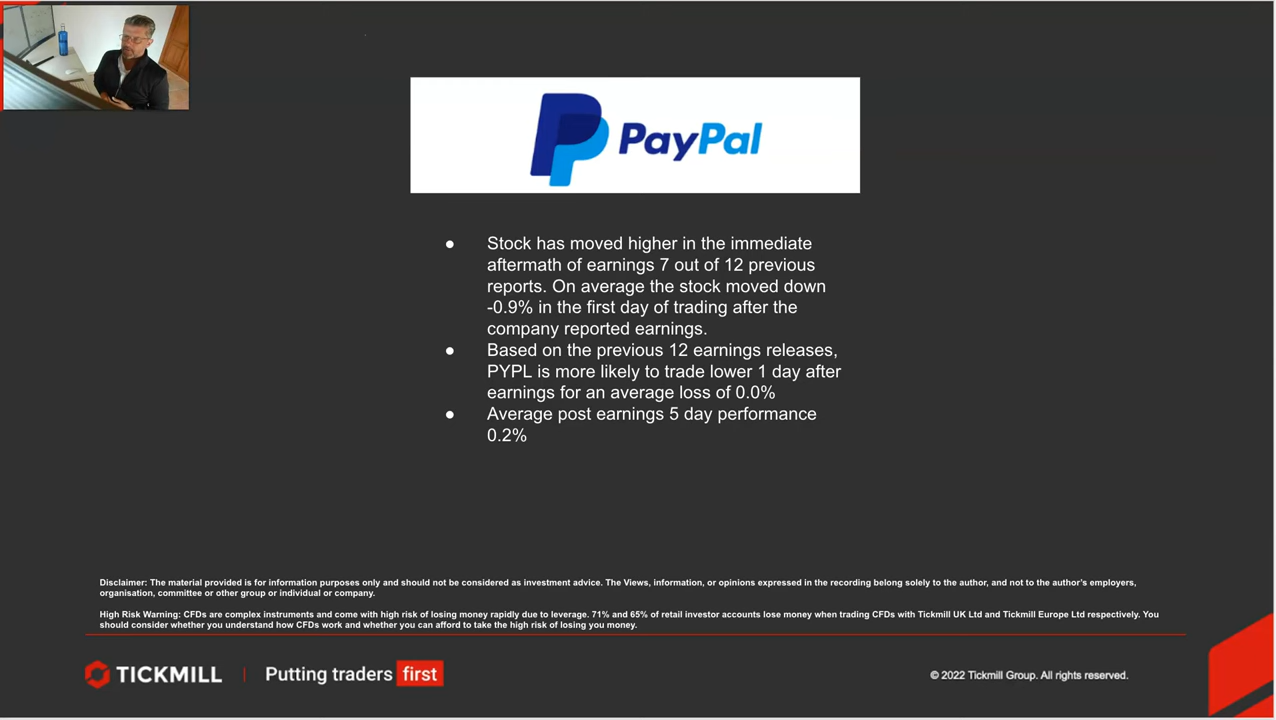 PayPal
● Stock has moved higher in the immediate
aftermath of earnings 7 out of 12 previous
reports. On average the stock moved down
-0.9% in the first day of trading after the
company reported earnings.
● Based on the previous 12 earnings releases,
PYPL is more likely to trade lower 1 day after
earnings for an average loss of 0.0%
● Average post earnings 5 day performance
0.2%
Disclaimer: The material provided is for information purposes only and should not be considered as investment advice. The Views, information, or opinions expressed in the recording belong solely to the author, and not to the author's employers,
organisation, committee or other group or individual or company.
High Risk Warning: CFDs are complex instruments and come with high risk of losing money rapidly due to leverage. 71% and 65% of retail investor accounts lose money when trading CFDs with Tickmill UK Ltd and Tickmill Europe Ltd respectively. You
should consider whether you understand how CFDs work and whether you can afford to take the high risk of losing you money.
TICKMILL | Putting traders first
© 2022 Tickmill Group. All rights reserved.